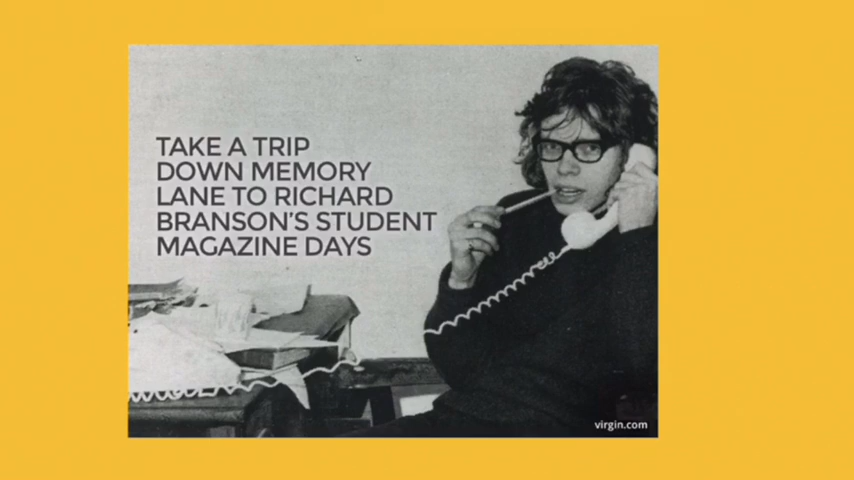 TAKE A TRIP
DOWN MEMORY
LANE TO RICHARD
BRANSON'S STUDENT
MAGAZINE DAYS
virgin.com